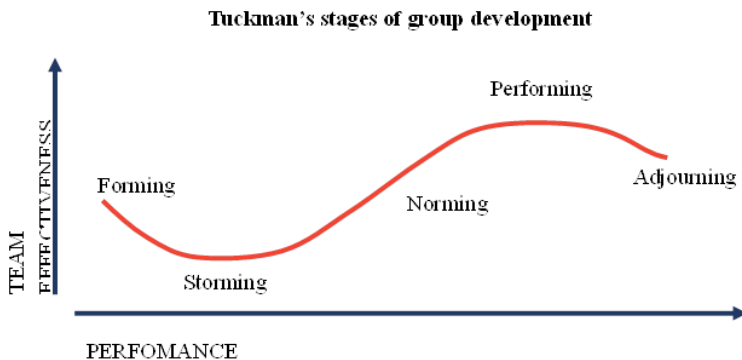 Tuckman's stages of group development
Performing
Forming
Adjourning
Norming
Storming
TEAM
EFFECTIVENESS
PERFOMANCE